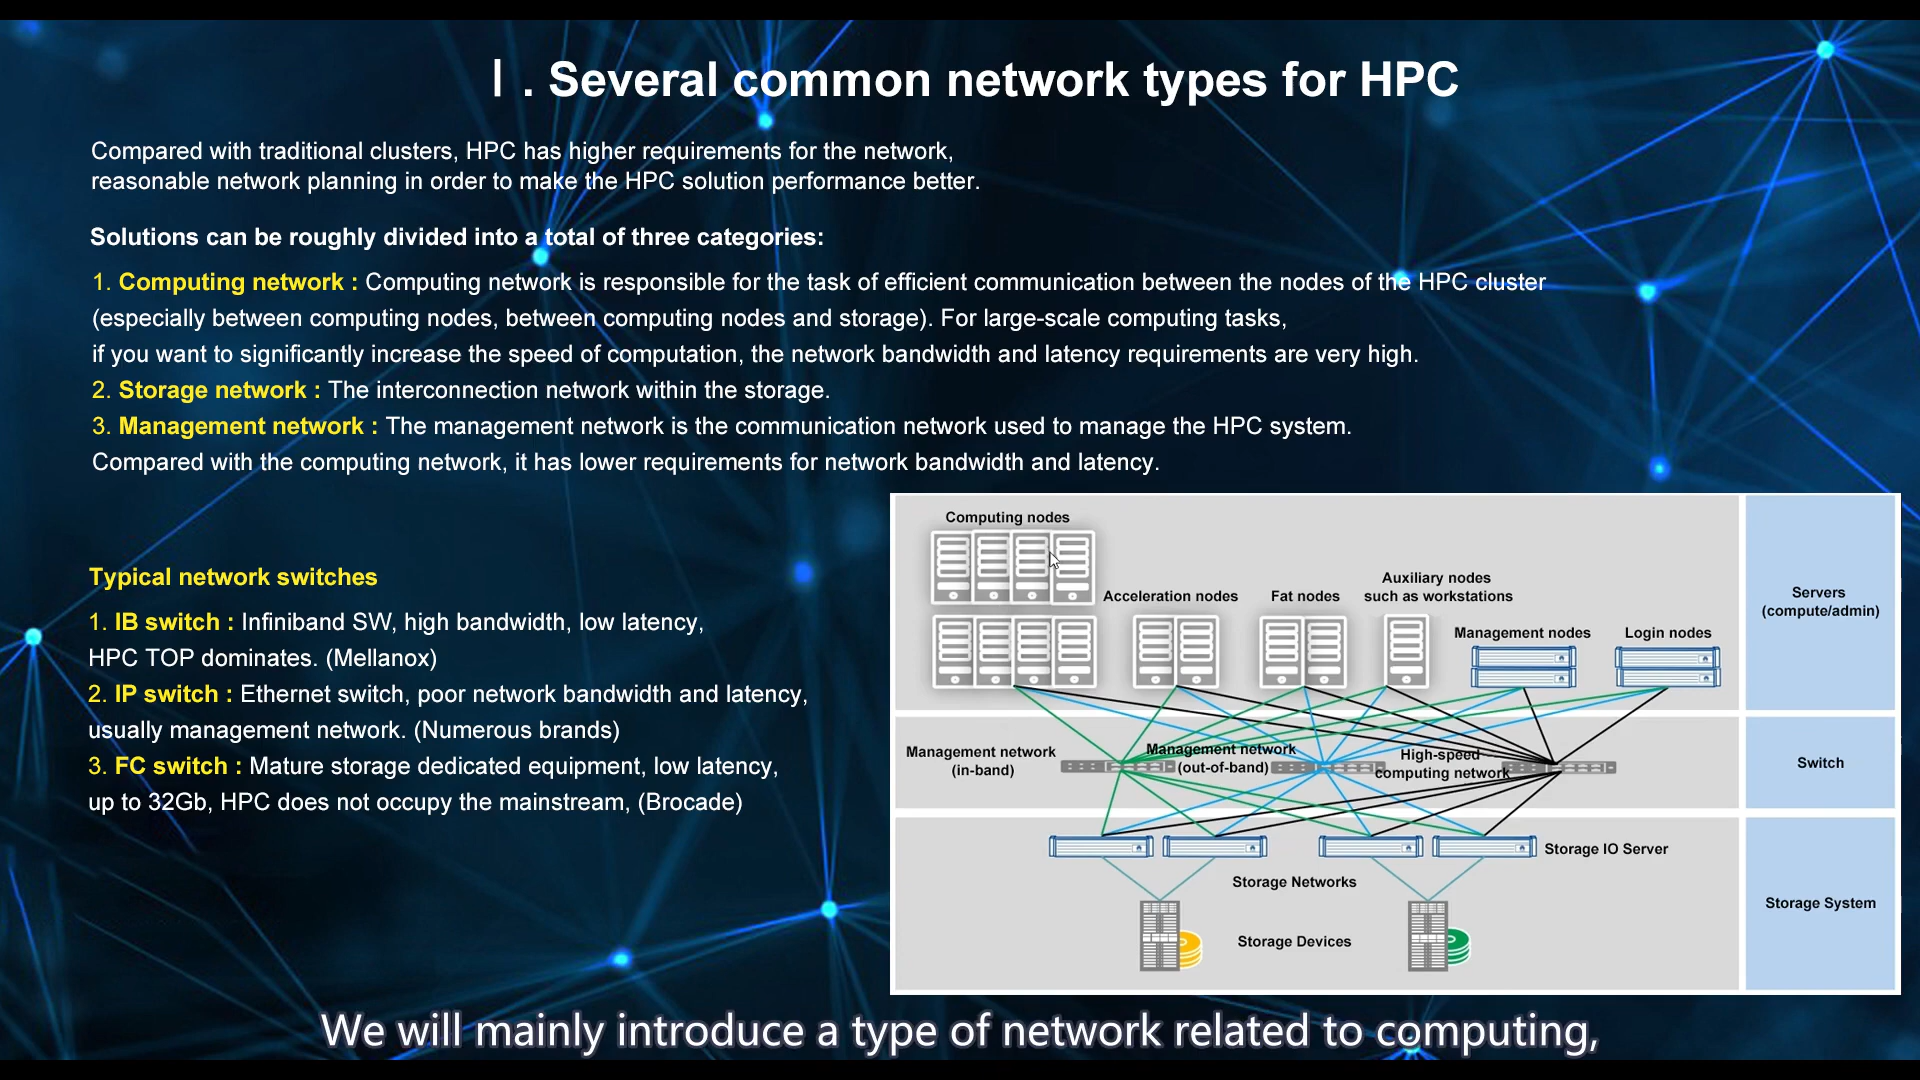 Ⅰ. Several common network types for HPC
Compared with traditional clusters, HPC has higher requirements for the network,
reasonable network planning in order to make the HPC solution performance better.
Solutions can be roughly divided into a total of three categories:
1. Computing network : Computing network is responsible for the task of efficient communication between the nodes of the HPC cluster
(especially between computing nodes, between computing nodes and storage). For large-scale computing tasks,
if you want to significantly increase the speed of computation, the network bandwidth and latency requirements are very high.
2. Storage network : The interconnection network within the storage.
3. Management network : The management network is the communication network used to manage the HPC system.
Compared with the computing network, it has lower requirements for network bandwidth and latency.
Typical network switches
1. IB switch : Infiniband SW, high bandwidth, low latency,
HPC TOP dominates. (Mellanox)
2. IP switch : Ethernet switch, poor network bandwidth and latency,
usually management network. (Numerous brands)
3. FC switch : Mature storage dedicated equipment, low latency,
up to 32Gb, HPC does not occupy the mainstream, (Brocade)
Computing nodes
Acceleration nodes
Fat nodes
Auxiliary nodes
such as workstations
Management nodes
Login nodes
Servers
(compute/admin)
Management network
(in-band)
Management network
(out-of-band)
High-speed
computing network
Switch
Storage IO Server
Storage Networks
Storage Devices
Storage System
We will mainly introduce a type of network related to computing,